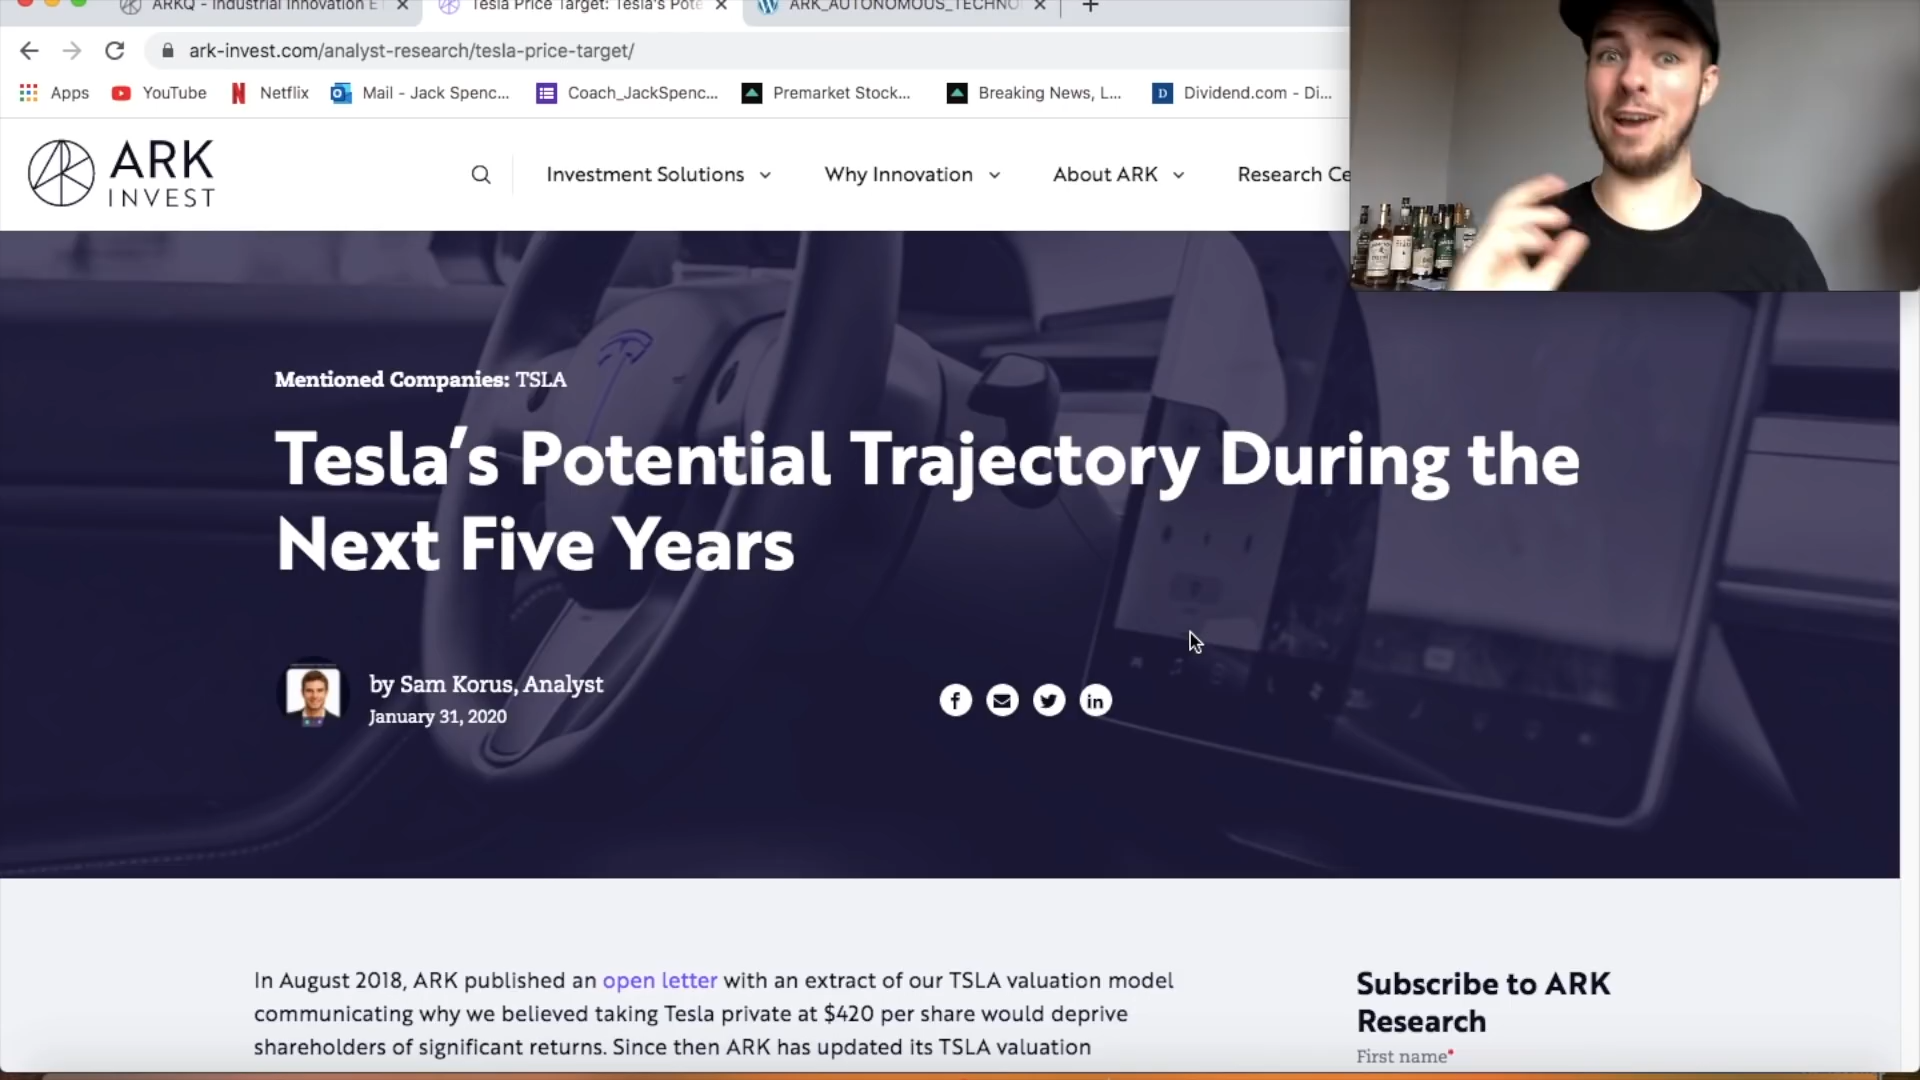 ARKQ - Industrial Innovation E
Tesla Price Target: Tesla's Pote
ARK_AUTONOMOUS_TECHNO
ark-invest.com/analyst-research/tesla-price-target/
Apps
YouTube
Netflix
Mail - Jack Spenc...
Coach_JackSpenc...
Premarket Stock...
Breaking News, L...
Dividend.com - Di...
ARK
INVEST
Investment Solutions
Why Innovation
About ARK
Research Ce
Mentioned Companies: TSLA
Tesla's Potential Trajectory During the
Next Five Years
by Sam Korus, Analyst
January 31, 2020
In August 2018, ARK published an open letter with an extract of our TSLA valuation model
communicating why we believed taking Tesla private at $420 per share would deprive
shareholders of significant returns. Since then ARK has updated its TSLA valuation
Subscribe to ARK
Research
First name*